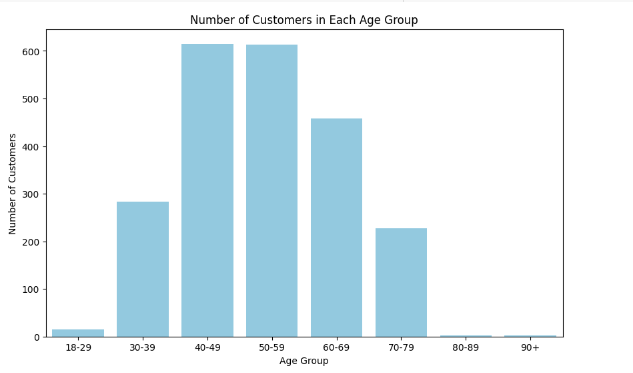 Number of Customers in Each Age Group
600
500
400
300
200
100
0
Number of Customers
18-29 30-39 40-49 50-59 60-69 70-79 80-89 90+
Age Group